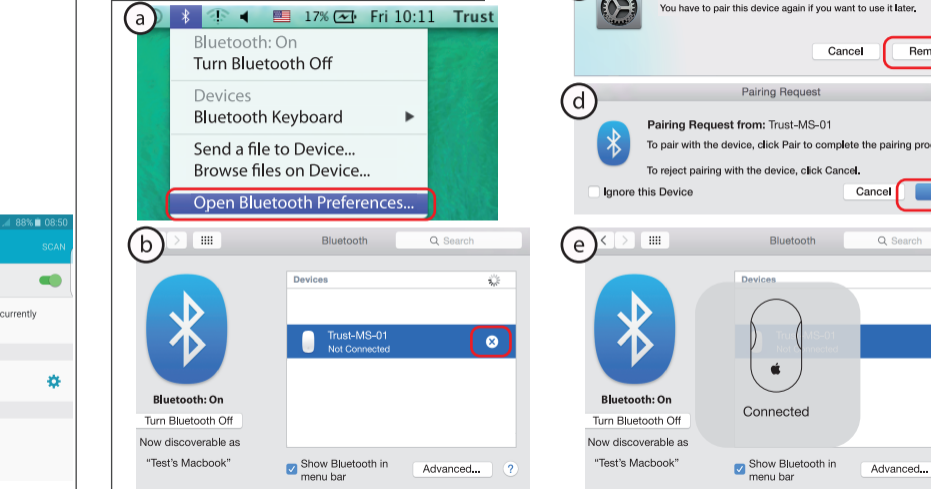 88% 08:50
SCAN
currently
a
17% Fri 10:11 Trust
Bluetooth: On
Turn Bluetooth Off
Devices
Bluetooth Keyboard
Send a file to Device...
Browse files on Device...
Open Bluetooth Preferences...
b
Bluetooth
Search
Devices
Trust-MS-01
Not Connected
Bluetooth: On
Turn Bluetooth Off
Now discoverable as
“Test’s Macbook”
Show Bluetooth in
menu bar
Advanced...
?
You have to pair this device again if you want to use it later.
Cancel
d
Pairing Request
Pairing Request from: Trust-MS-01
To pair with the device, click Pair to complete the pairing
To reject pairing with the device, click Cancel.
Ignore this Device
Cancel
e
Bluetooth
Search
Devices
Trust-MS-01
Not Connected
Connected
Bluetooth: On
Turn Bluetooth Off
Now discoverable as
“Test’s Macbook”
Show Bluetooth in
menu bar
Advanced...